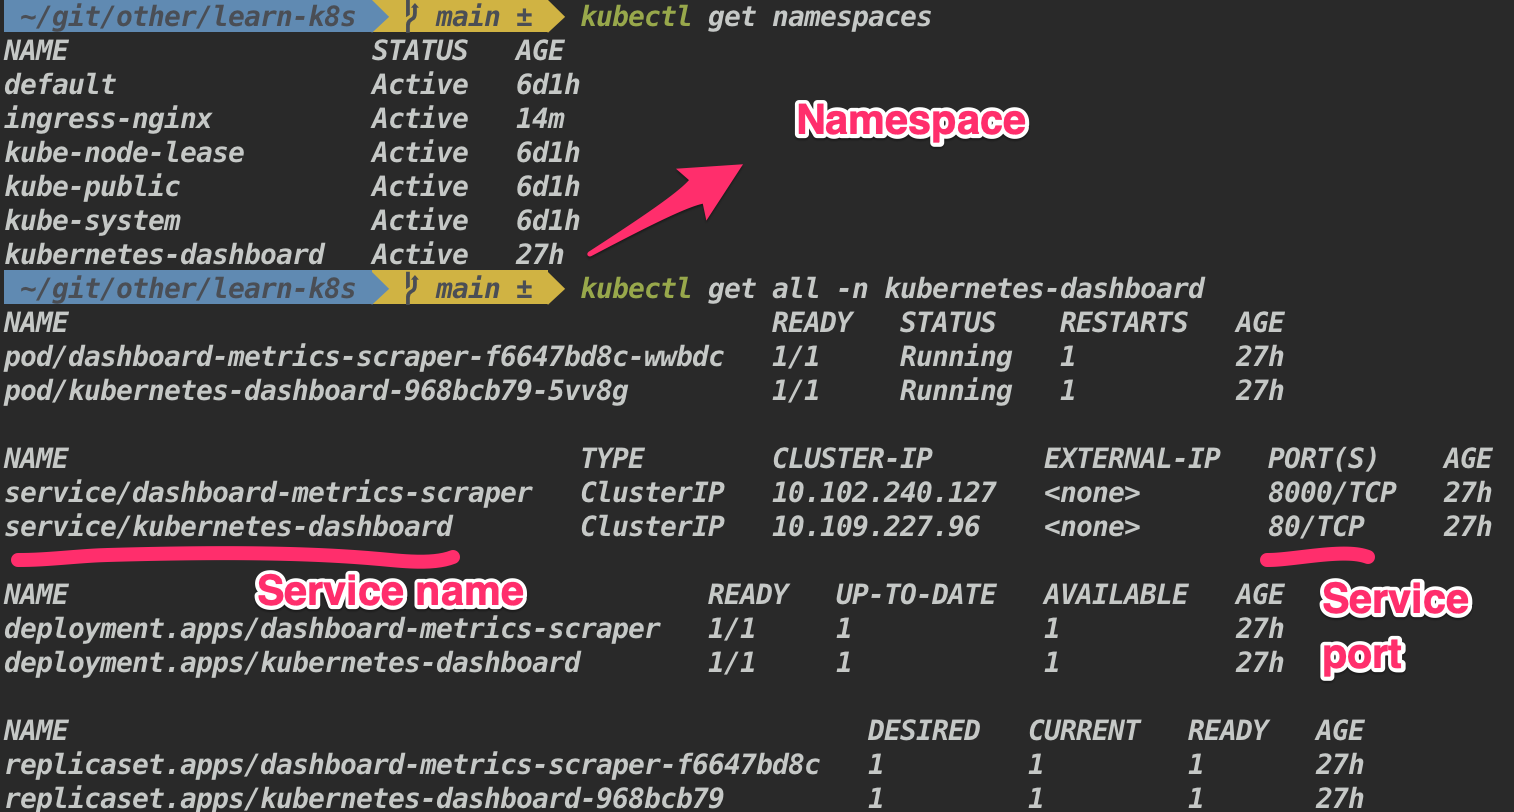 ~/git/other/learn-k8s main ± kubectl get namespaces
NAME STATUS AGE
default Active 6d1h
ingress-nginx Active 14m
kube-node-lease Active 6d1h
kube-public Active 6d1h
kube-system Active 6d1h
kubernetes-dashboard Active 27h
Namespace
~/git/other/learn-k8s main ± kubectl get all -n kubernetes-dashboard
NAME READY STATUS RESTARTS AGE
pod/dashboard-metrics-scraper-f6647bd8c-wwbdc 1/1 Running 1 27h
pod/kubernetes-dashboard-968bcb79-5vv8g 1/1 Running 1 27h
NAME TYPE CLUSTER-IP EXTERNAL-IP PORT(S) AGE
service/dashboard-metrics-scraper ClusterIP 10.102.240.127 <none> 8000/TCP 27h
service/kubernetes-dashboard ClusterIP 10.109.227.96 <none> 80/TCP 27h
Service name
Service
port
NAME READY UP-TO-DATE AVAILABLE AGE
deployment.apps/dashboard-metrics-scraper 1/1 1 1 27h
deployment.apps/kubernetes-dashboard 1/1 1 1 27h
NAME DESIRED CURRENT READY AGE
replicaset.apps/dashboard-metrics-scraper-f6647bd8c 1 1 1 27h
replicaset.apps/kubernetes-dashboard-968bcb79 1 1 1 27h